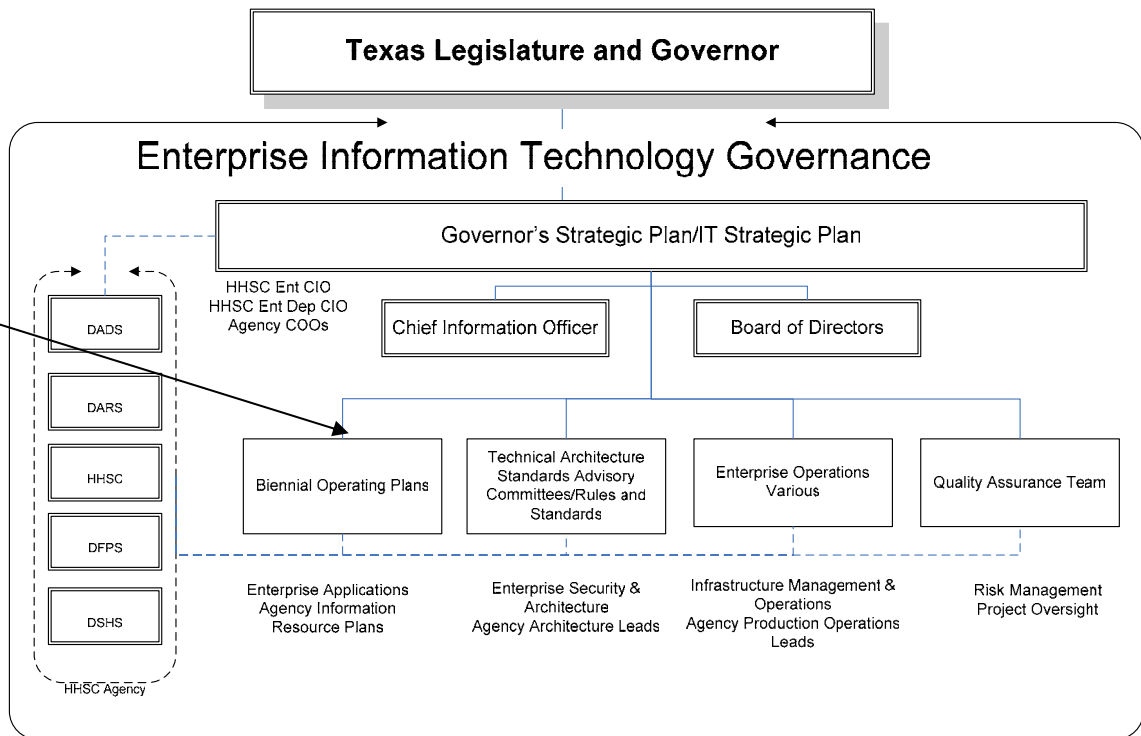 Texas Legislature and Governor
Enterprise Information Technology Governance
Governor's Strategic Plan/IT Strategic Plan
HHSC Ent CIO
HHSC Ent Dep CIO
Agency COOs
Chief Information Officer
Board of Directors
DADS
DARS
HHSC
DFPS
DSHS
HHSC Agency
Biennial Operating Plans
Technical Architecture
Standards Advisory
Committees/Rules and
Standards
Enterprise Operations
Various
Quality Assurance Team
Enterprise Applications
Agency Information
Resource Plans
Enterprise Security &
Architecture
Agency Architecture Leads
Infrastructure Management &
Operations
Agency Production Operations
Leads
Risk Management
Project Oversight